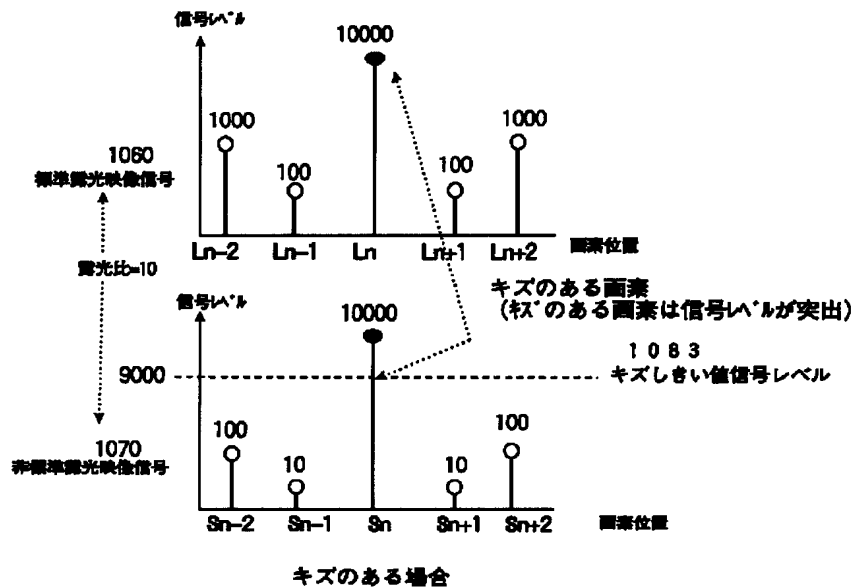 信号ﾚﾍﾞﾙ
10000
1000
1000
100
100
1060
標準露光映像信号
Ln-2
Ln-1
Ln
Ln+1
Ln+2
画素位置
露光比=10
キズのある画素
(ｷｽﾞのある画素は信号ﾚﾍﾞﾙが突出)
信号ﾚﾍﾞﾙ
10000
1083
キズしきい値信号レベル
9000
100
100
10
10
1070
非標準露光映像信号
Sn-2
Sn-1
Sn
Sn+1
Sn+2
画素位置
キズのある場合